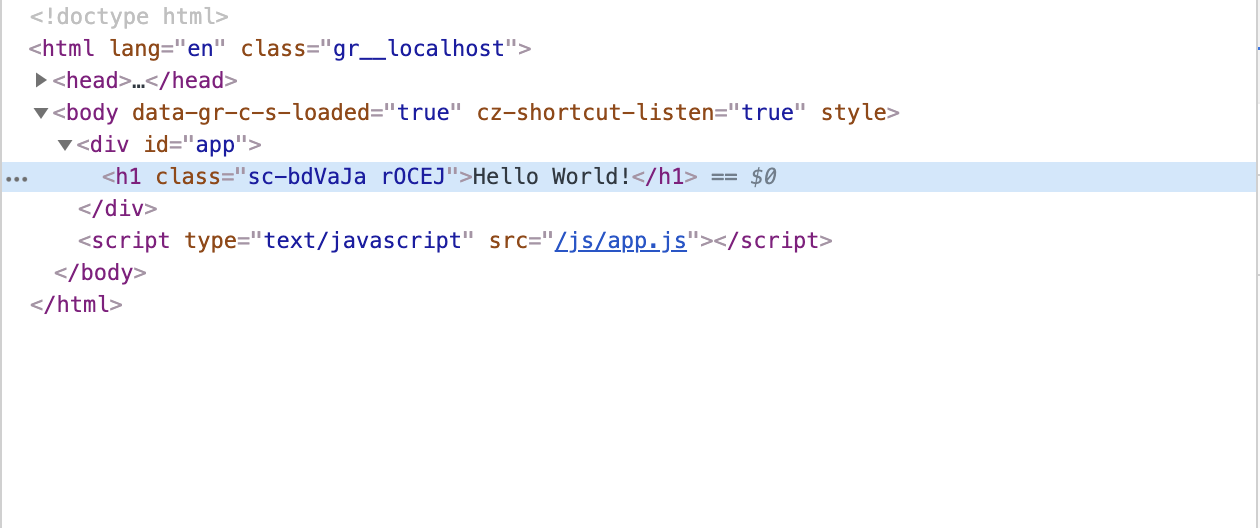 <!doctype html>
<html lang="en" class="gr__localhost">
<head>…</head>
<body data-gr-c-s-loaded="true" cz-shortcut-listen="true" style>
<div id="app">
<h1 class="sc-bdVaJa rOCEJ">Hello World!</h1> == $0
</div>
<script type="text/javascript" src="/js/app.js"></script>
</body>
</html>